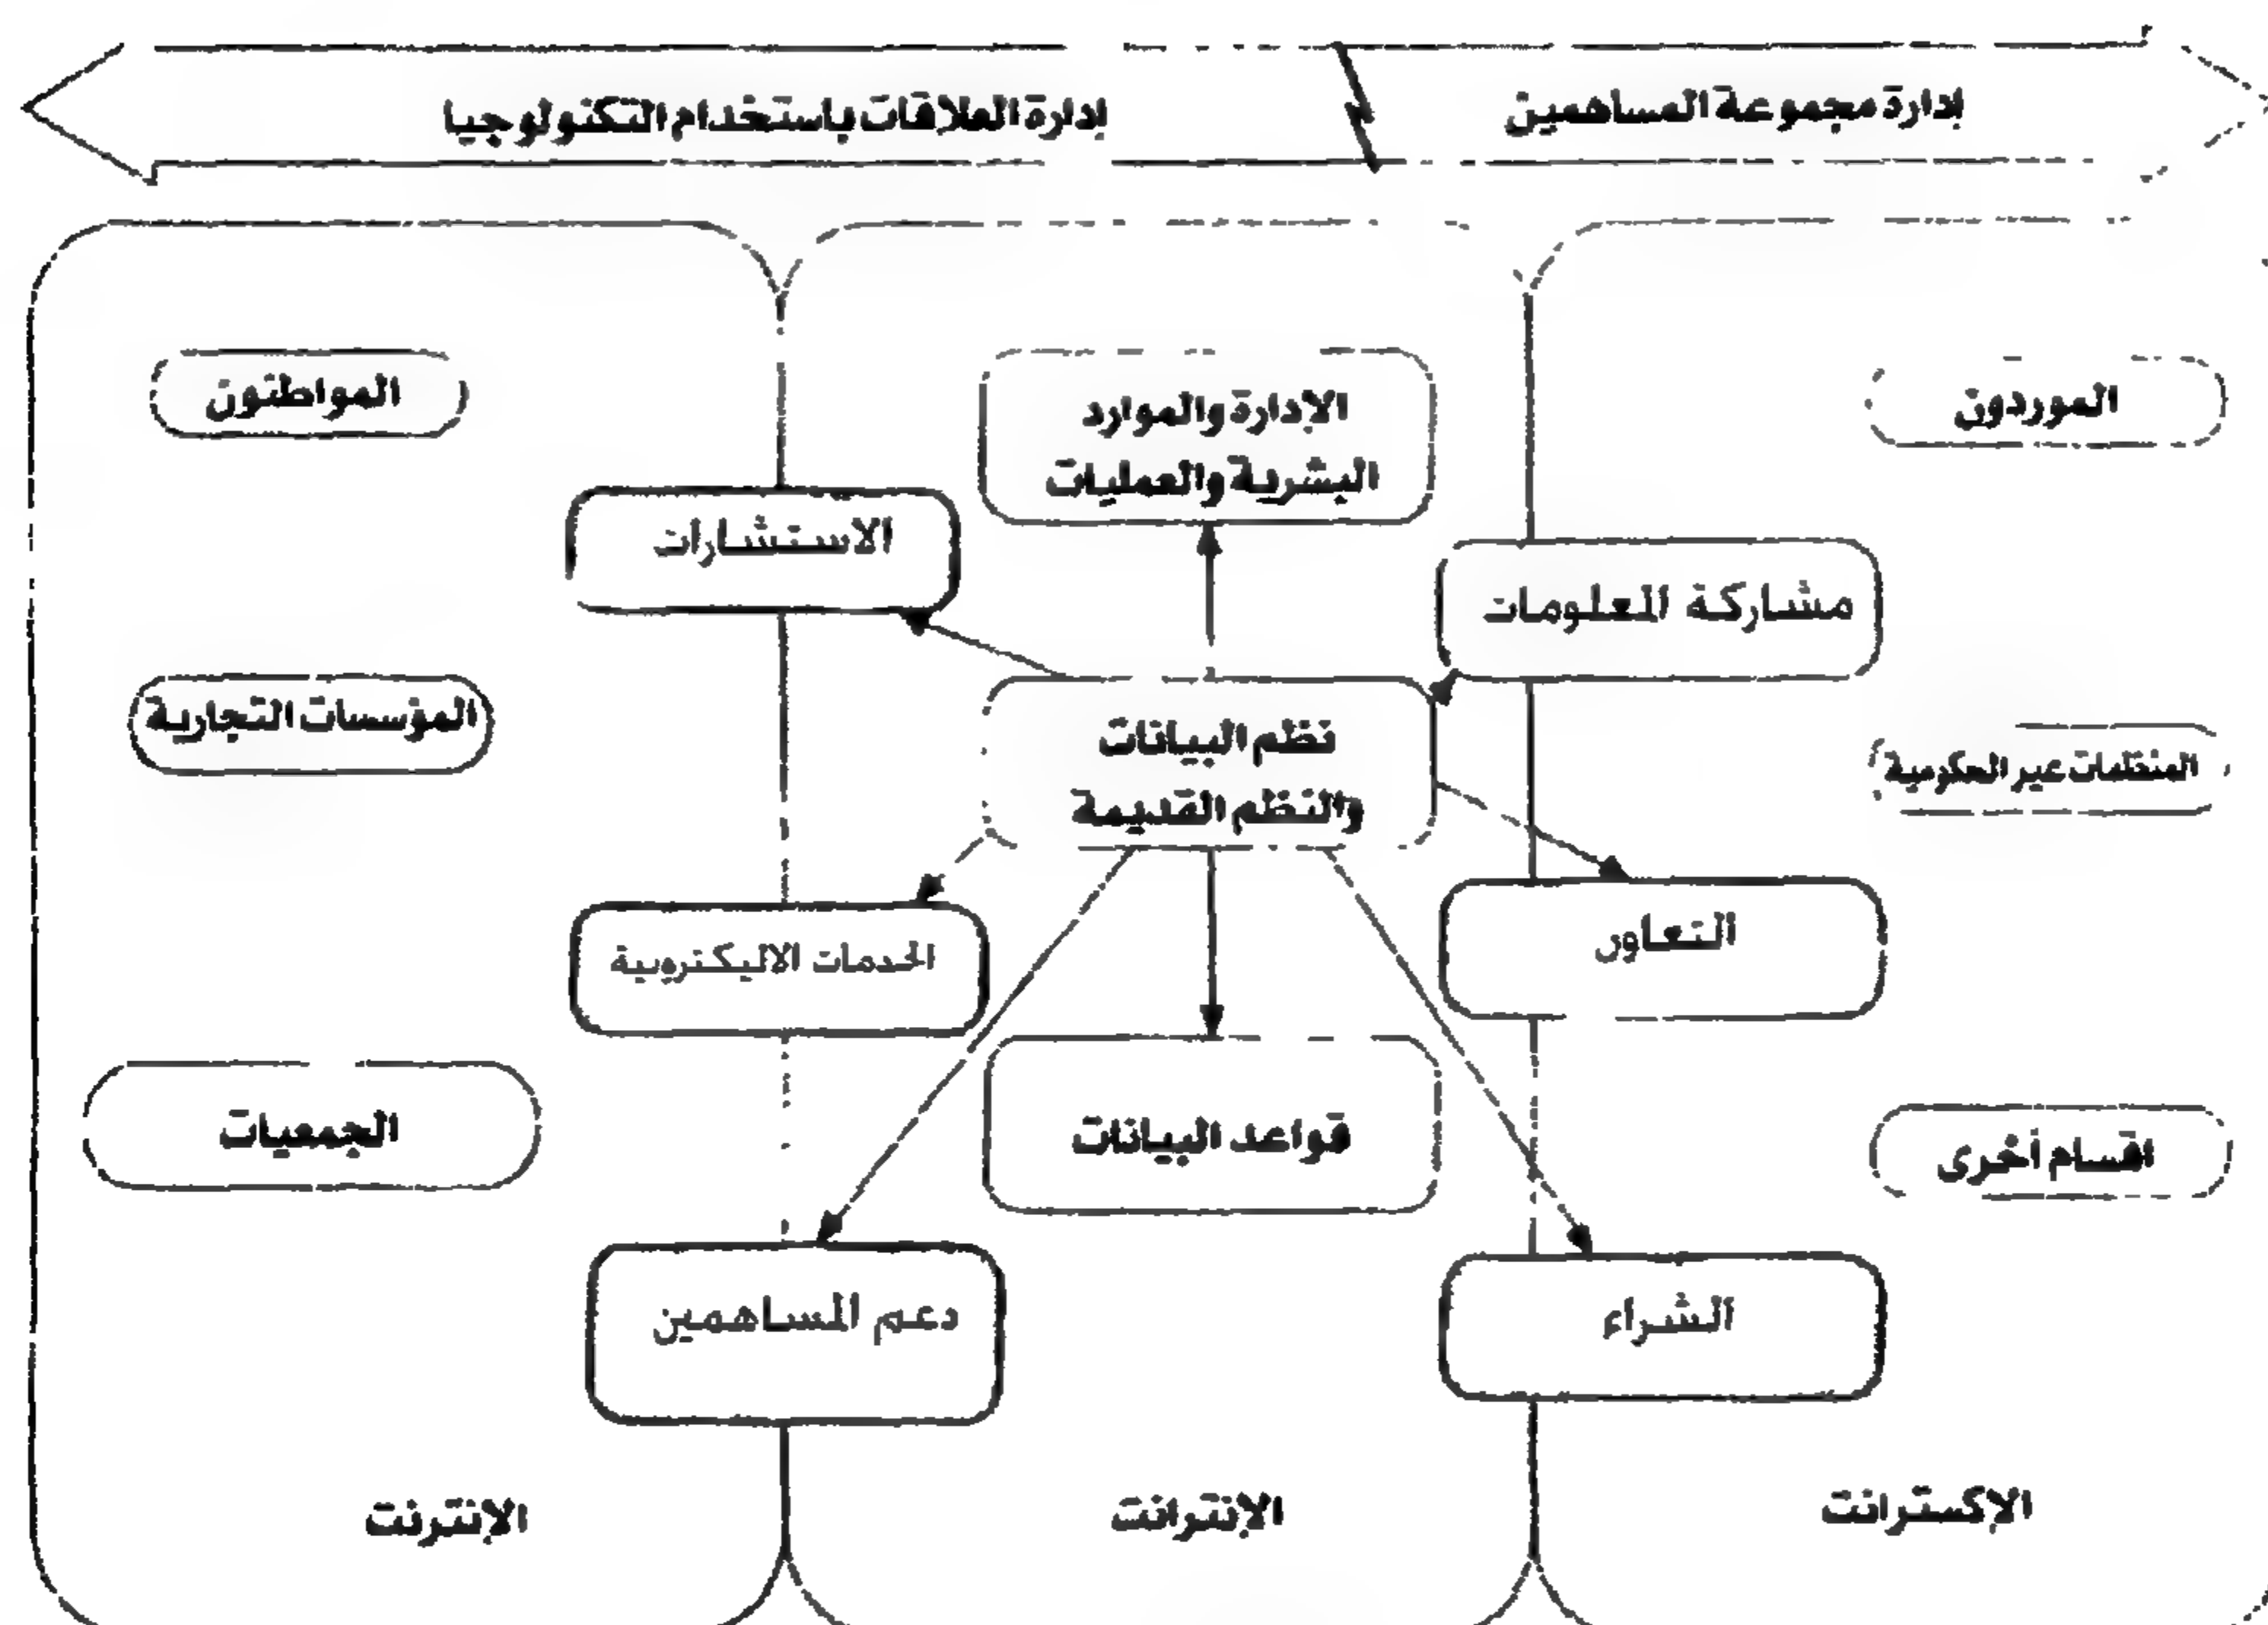 إدارة مجموعة المساهمين
إدارة العلاقات باستخدام التكنولوجيا
الموردون
الإدارة والموارد
البشرية والعمليات
المواطنون
الاستشارات
مشاركة المعلومات
نظم البيانات
والنظم القديمة
المؤسسات التجارية
المنظمات غير الحكومية
التعاون
الخدمات الاليكترونية
قواعد البيانات
الجمعيات
اقسام أخرى
دعم المساهمين
الشراء
الإكسترانت
الإنترانت
الإنترنت